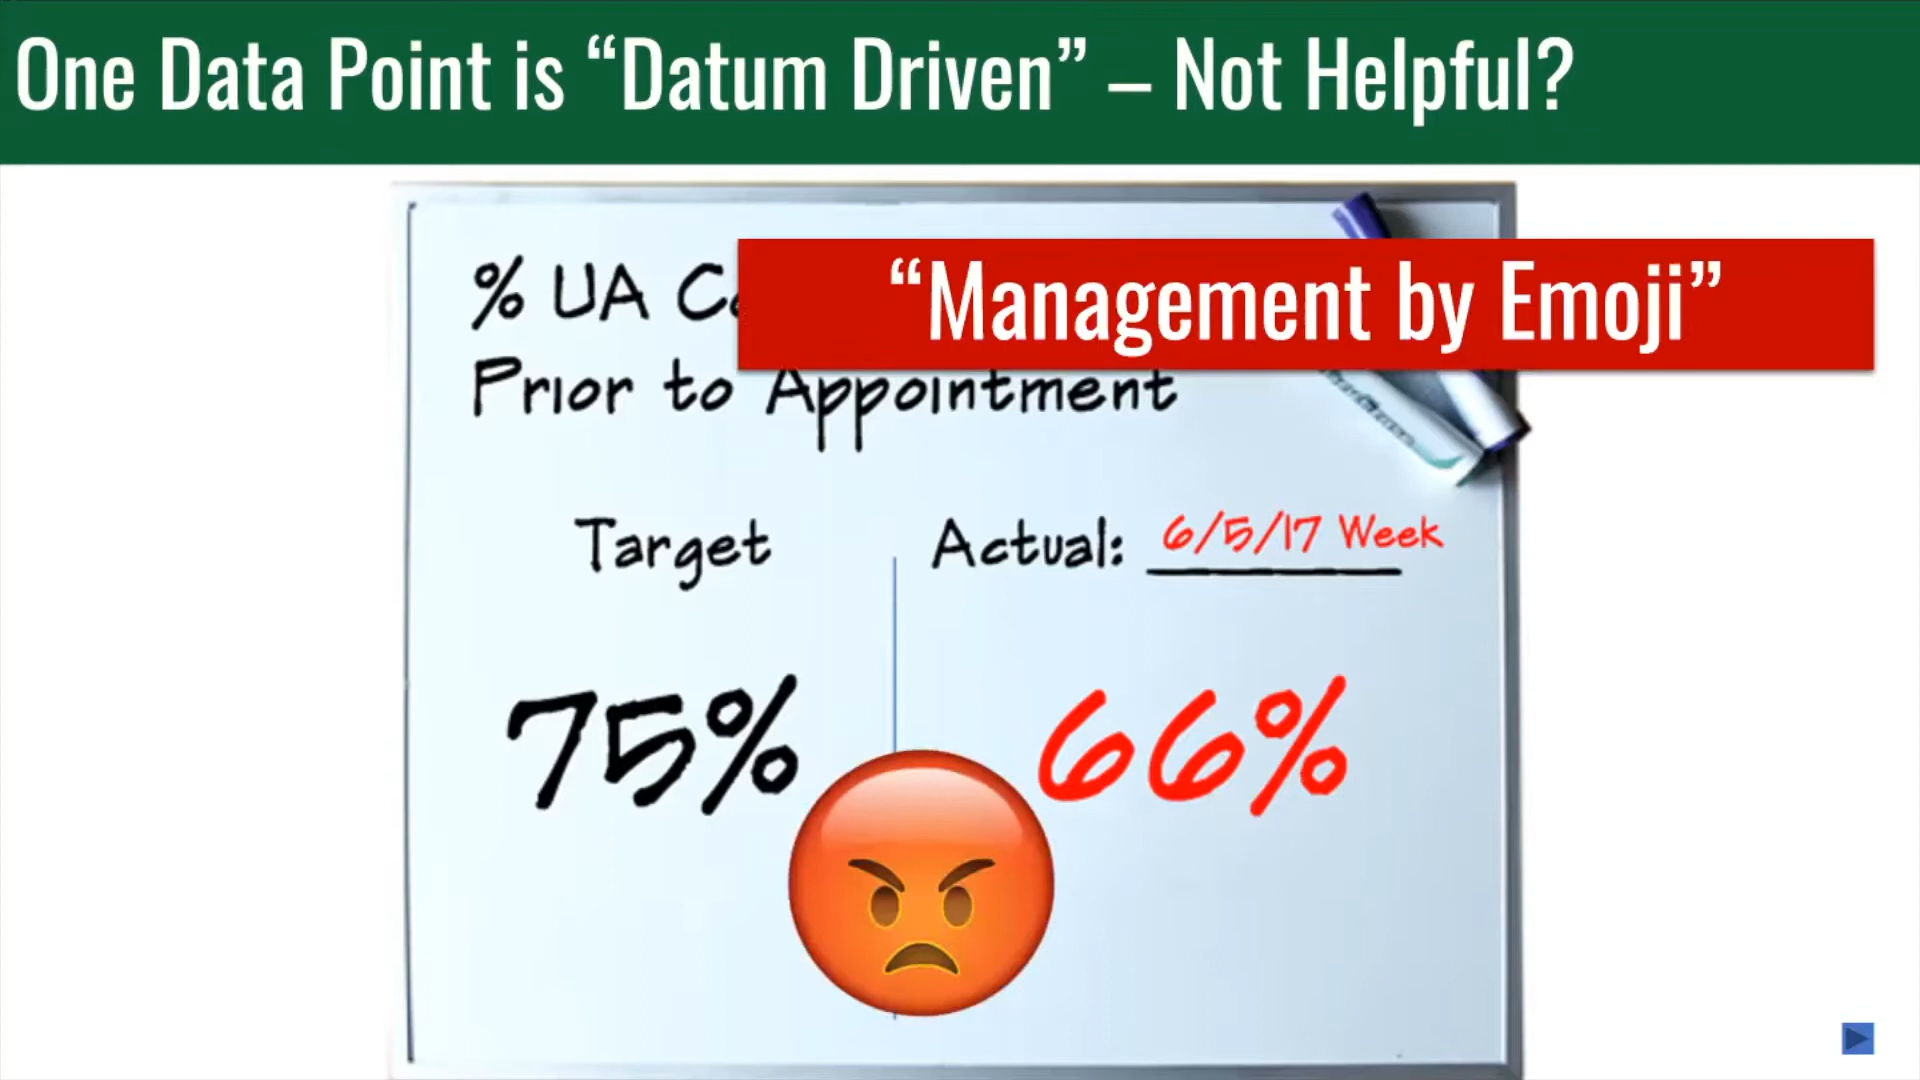 One Data Point is “Datum Driven” – Not Helpful?
“Management by Emoji”
% UA
Prior to Appointment
Target
Actual: 6/5/17 Week
75%
66%